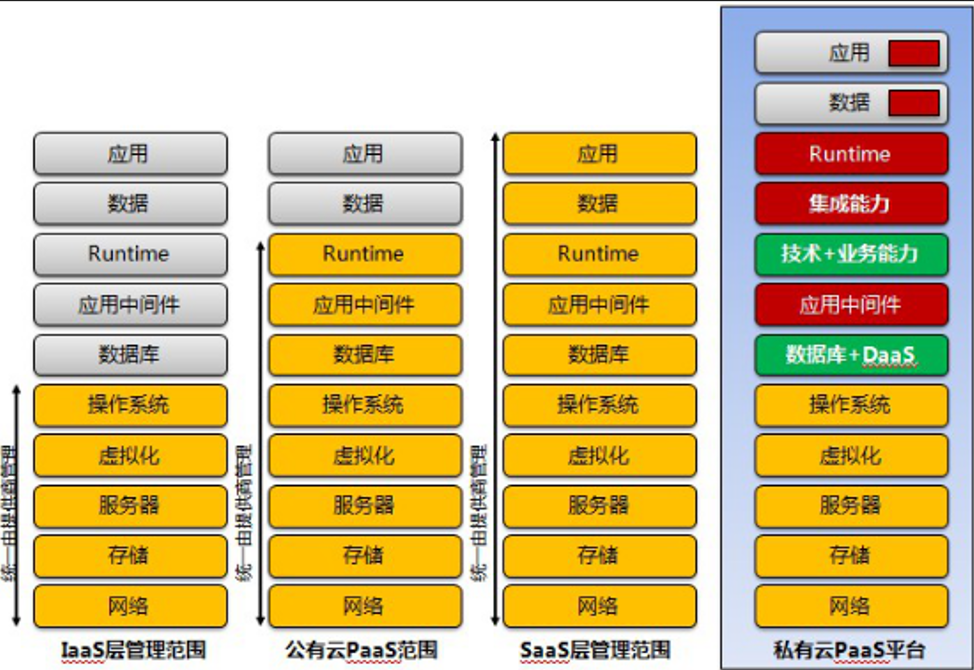 应用
数据
Runtime
应用中间件
数据库
操作系统
虚拟化
服务器
存储
网络
统一由提供商管理
IaaS层管理范围
应用
数据
Runtime
应用中间件
数据库
操作系统
虚拟化
服务器
存储
网络
统一由提供商管理
公有云PaaS范围
应用
数据
Runtime
应用中间件
数据库
操作系统
虚拟化
服务器
存储
网络
统一由提供商管理
SaaS层管理范围
应用
数据
Runtime
集成能力
技术+业务能力
应用中间件
数据库+DaaS
操作系统
虚拟化
服务器
存储
网络
私有云PaaS平台